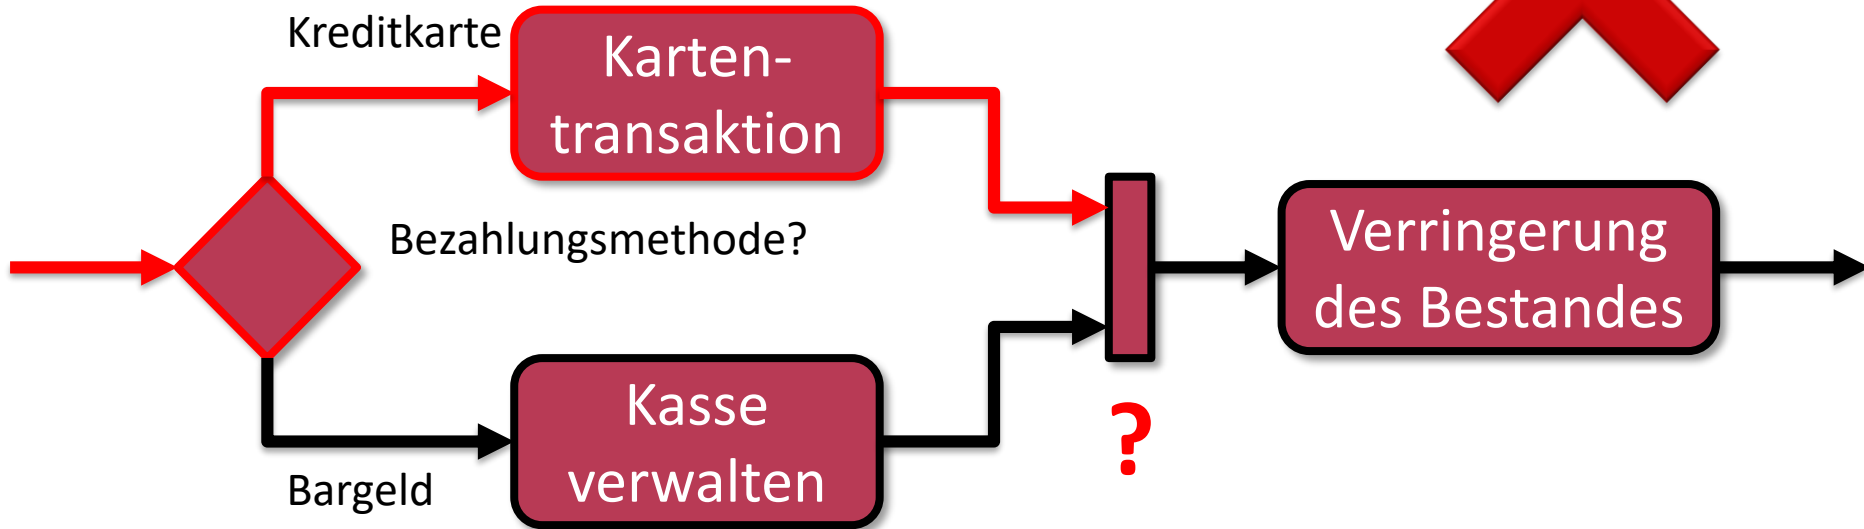 Kreditkarte
Karten-
transaktion
Bezahlungsmethode?
Verringerung
des Bestandes
Kasse
verwalten
?
Bargeld